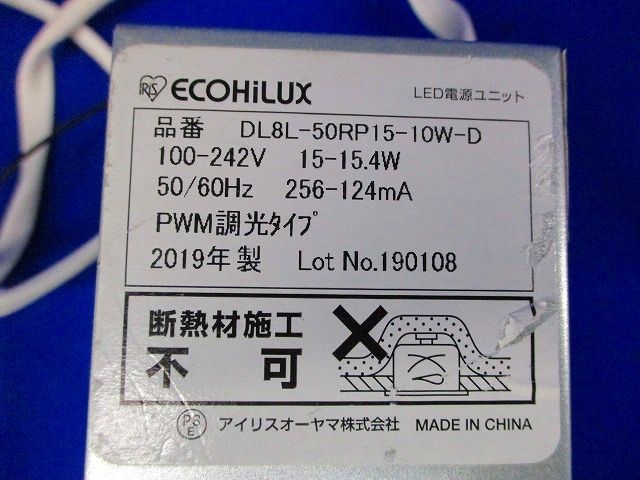 IRIS ECOHiLUX LED電源ユニット
品番 DL8L-50RP15-10W-D
100-242V 15-15.4W
50/60Hz 256-124mA
PWM調光タイプ
2019年製 Lot No.190108
断熱材施工
不可
PS
E アイリスオーヤマ株式会社 MADE IN CHINA